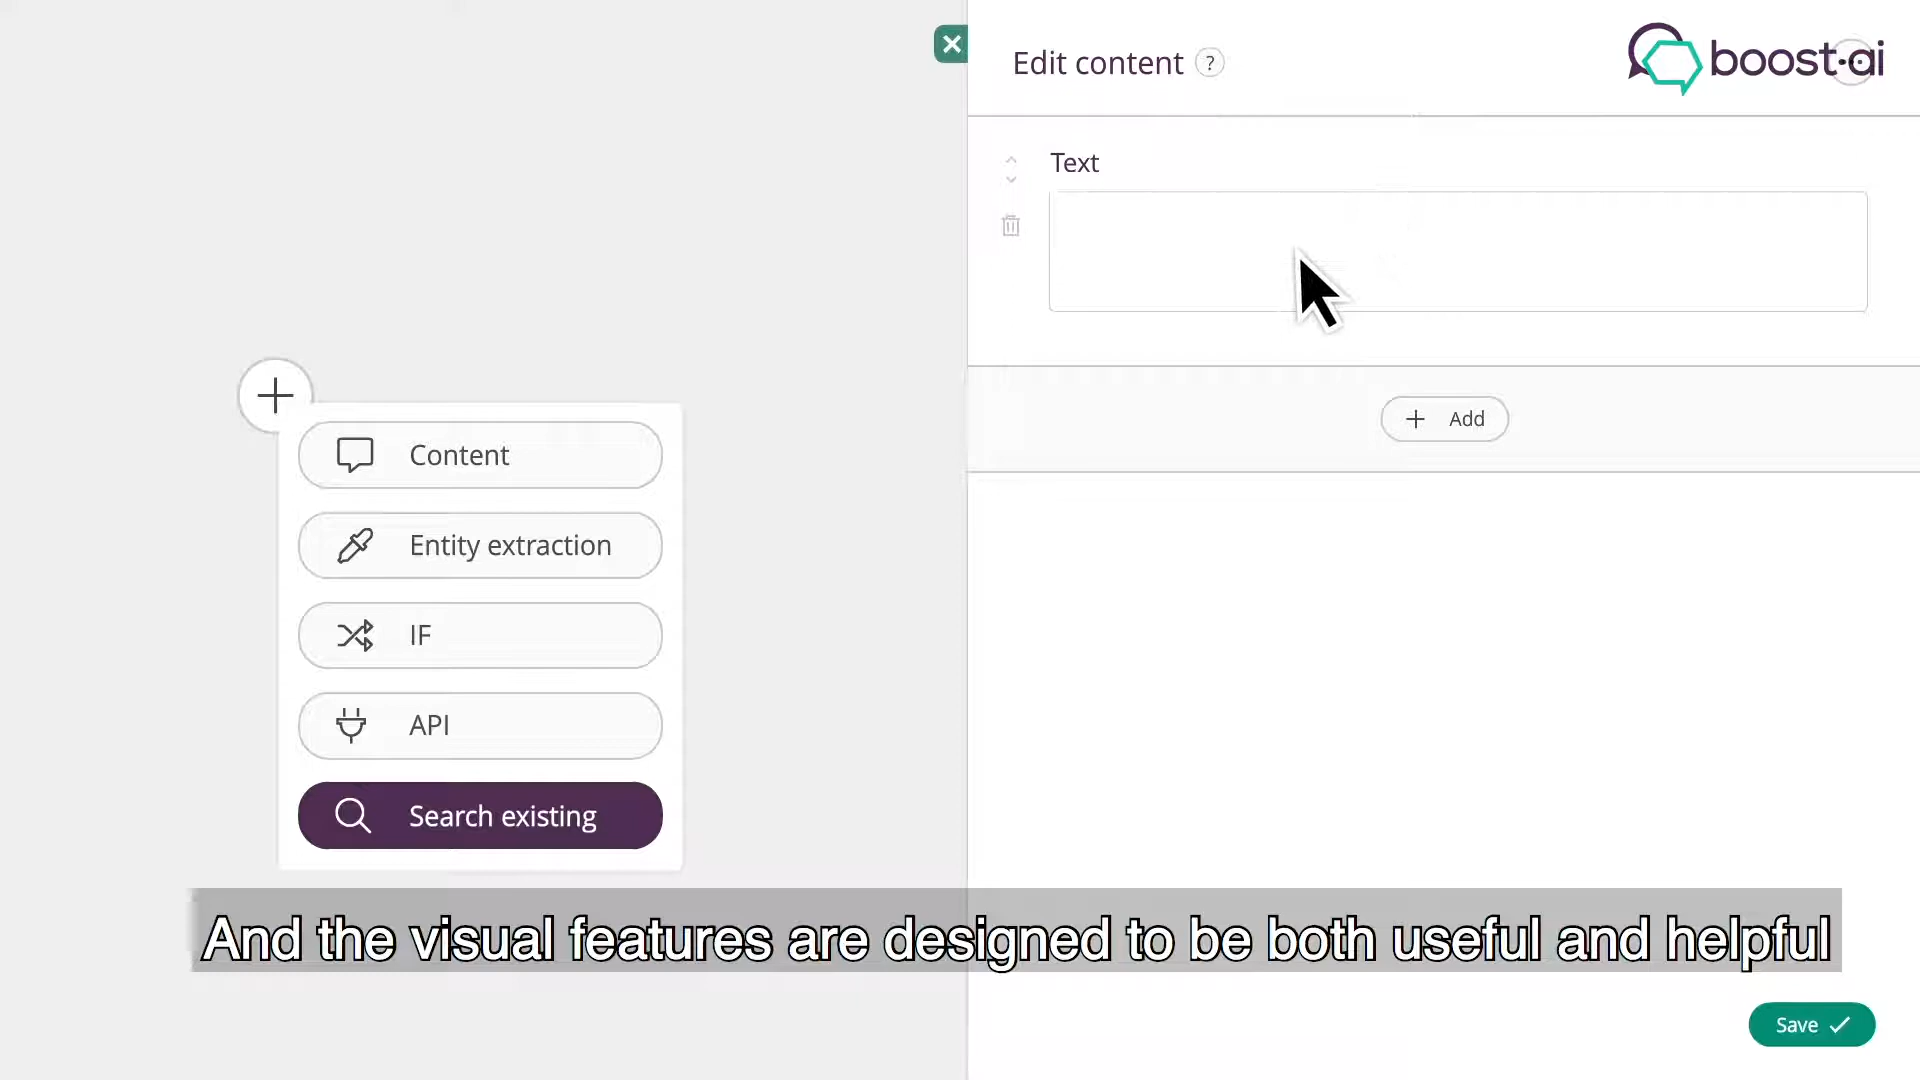 Edit content ?
boost.ai
Text
+ Add
Content
Entity extraction
IF
API
Search existing
And the visual features are designed to be both useful and helpful
Save